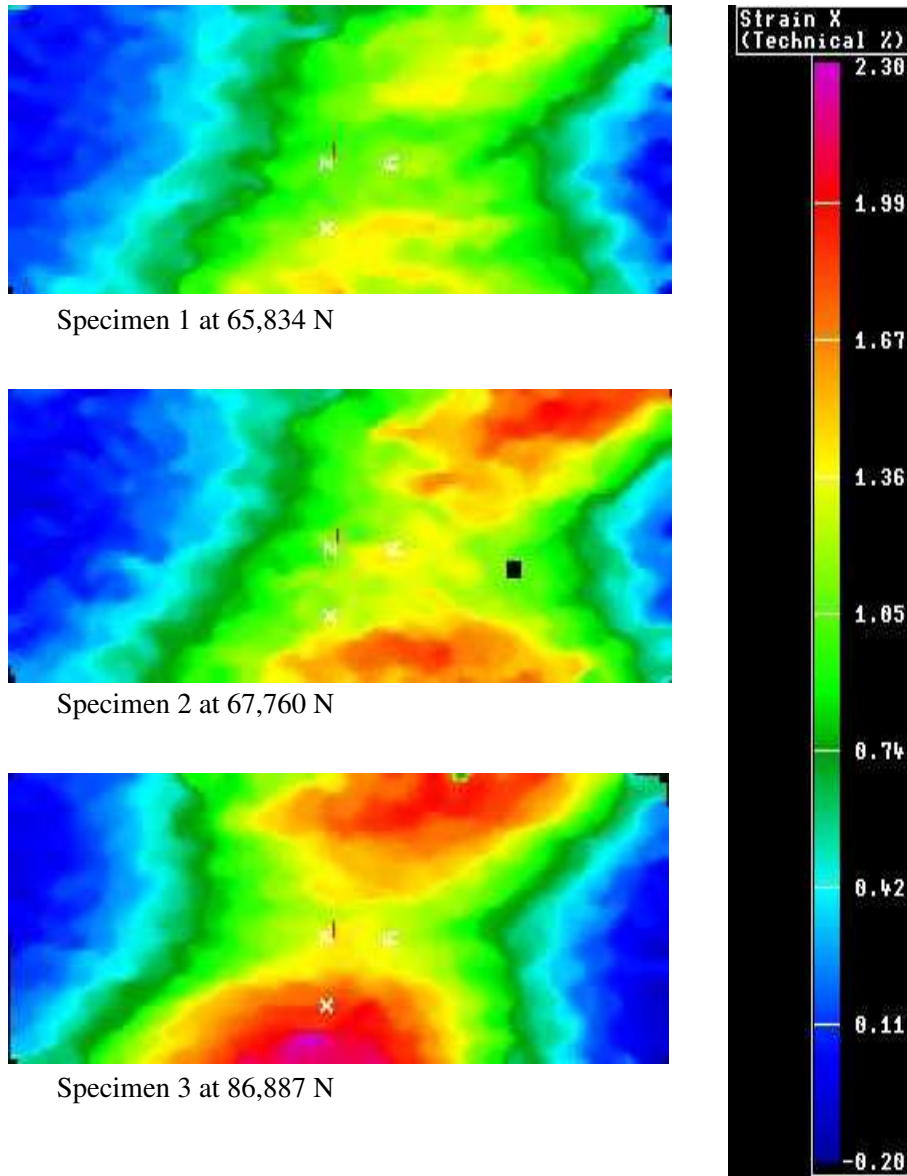 Strain X
(Technical %)
2.30
1.99
1.67
1.36
1.05
0.74
0.42
0.11
-0.20
Specimen 1 at 65,834 N
Specimen 2 at 67,760 N
Specimen 3 at 86,887 N